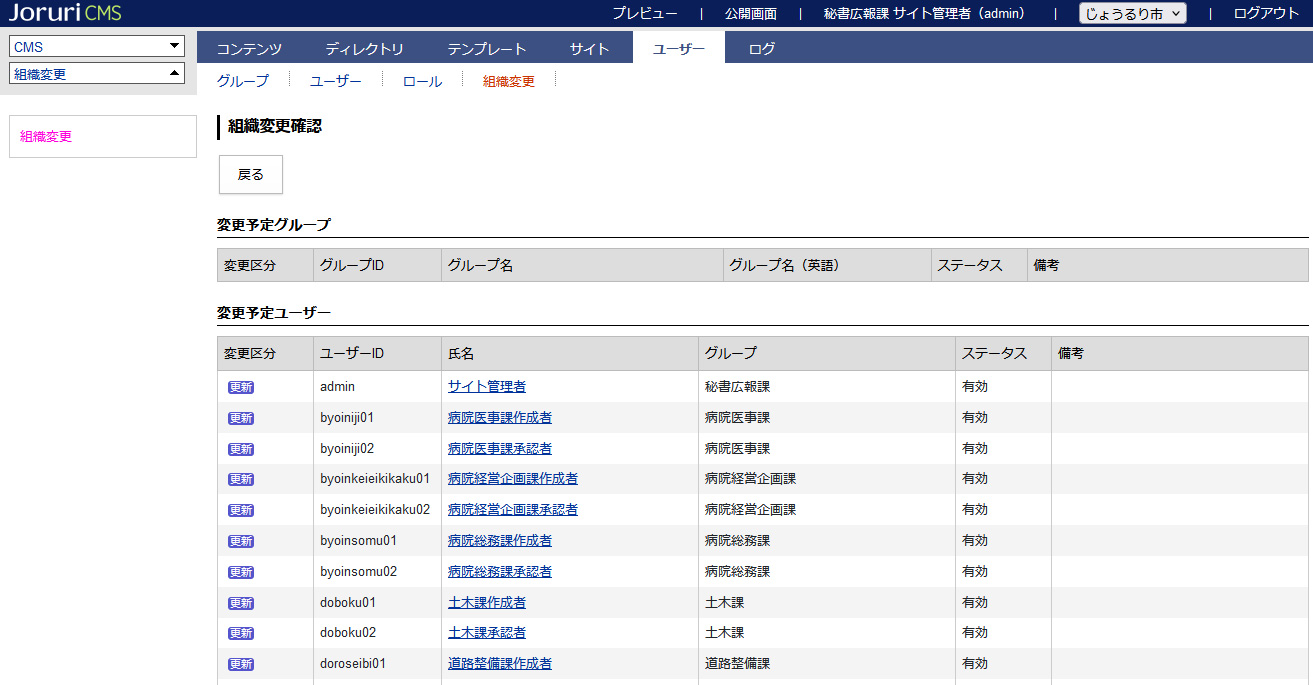 Joruri CMS プレビュー | 公開画面 | 秘書広報課 サイト管理者（admin） | じょうるり市 | ログアウト
CMS
組織変更
コンテンツ ディレクトリ テンプレート サイト ユーザー ログ
グループ ユーザー ロール 組織変更
組織変更
組織変更確認
戻る
変更予定グループ
変更区分 グループID グループ名 グループ名（英語） ステータス 備考
変更予定ユーザー
変更区分 ユーザーID 氏名 グループ ステータス 備考
更新 admin サイト管理者 秘書広報課 有効
更新 byoiniji01 病院医事課作成者 病院医事課 有効
更新 byoiniji02 病院医事課承認者 病院医事課 有効
更新 byoinkeieikikaku01 病院経営企画課作成者 病院経営企画課 有効
更新 byoinkeieikikaku02 病院経営企画課承認者 病院経営企画課 有効
更新 byoinsomu01 病院総務課作成者 病院総務課 有効
更新 byoinsomu02 病院総務課承認者 病院総務課 有効
更新 doboku01 土木課作成者 土木課 有効
更新 doboku02 土木課承認者 土木課 有効
更新 doroseibi01 道路整備課作成者 道路整備課 有効